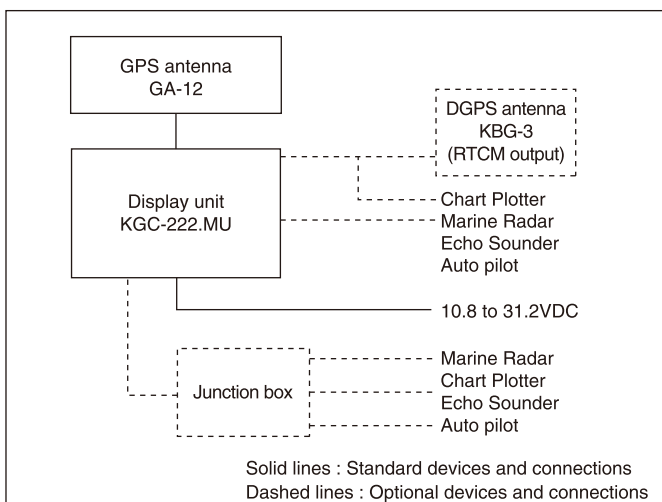 GPS antenna
GA-12
DGPS antenna
KBG-3
(RTCM output)
Display unit
KGC-222.MU
Chart Plotter
Marine Radar
Echo Sounder
Auto pilot
10.8 to 31.2VDC
Junction box
Marine Radar
Chart Plotter
Echo Sounder
Auto pilot
Solid lines : Standard devices and connections
Dashed lines : Optional devices and connections